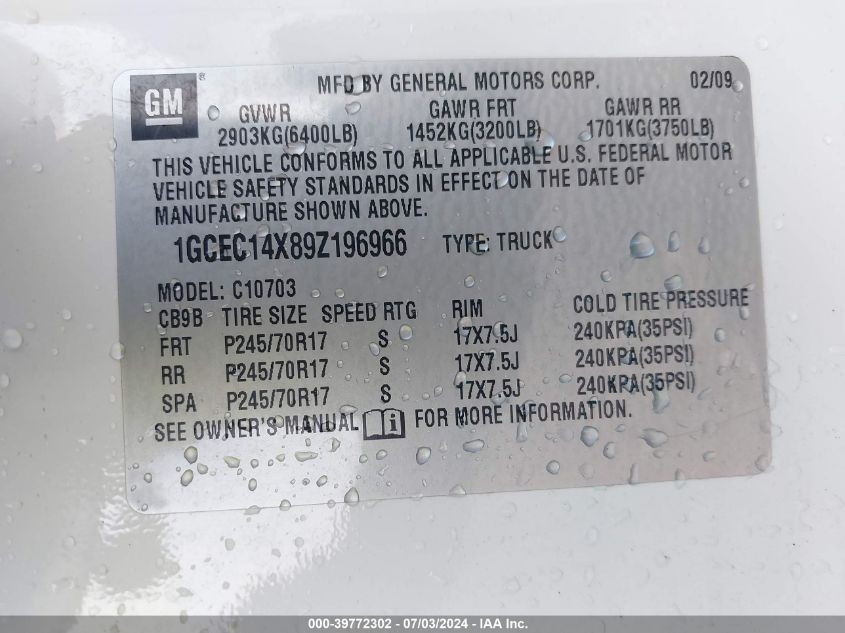 GM ® MFD BY GENERAL MOTORS CORP. 02/09
GVWR GAWR FRT GAWR RR
2903KG(6400LB) 1452KG(3200LB) 1701KG(3750LB)
THIS VEHICLE CONFORMS TO ALL APPLICABLE U.S. FEDERAL MOTOR
VEHICLE SAFETY STANDARDS IN EFFECT ON THE DATE OF
MANUFACTURE SHOWN ABOVE.
1GCEC14X89Z196966 TYPE: TRUCK
MODEL: C10703
CB9B TIRE SIZE SPEED RTG RIM COLD TIRE PRESSURE
FRT P245/70R17 S 17X7.5J 240KPA(35PSI)
RR P245/70R17 S 17X7.5J 240KPA(35PSI)
SPA P245/70R17 S 17X7.5J 240KPA(35PSI)
SEE OWNER'S MANUAL i FOR MORE INFORMATION.
000-39772302 - 07/03/2024 - IAA Inc.